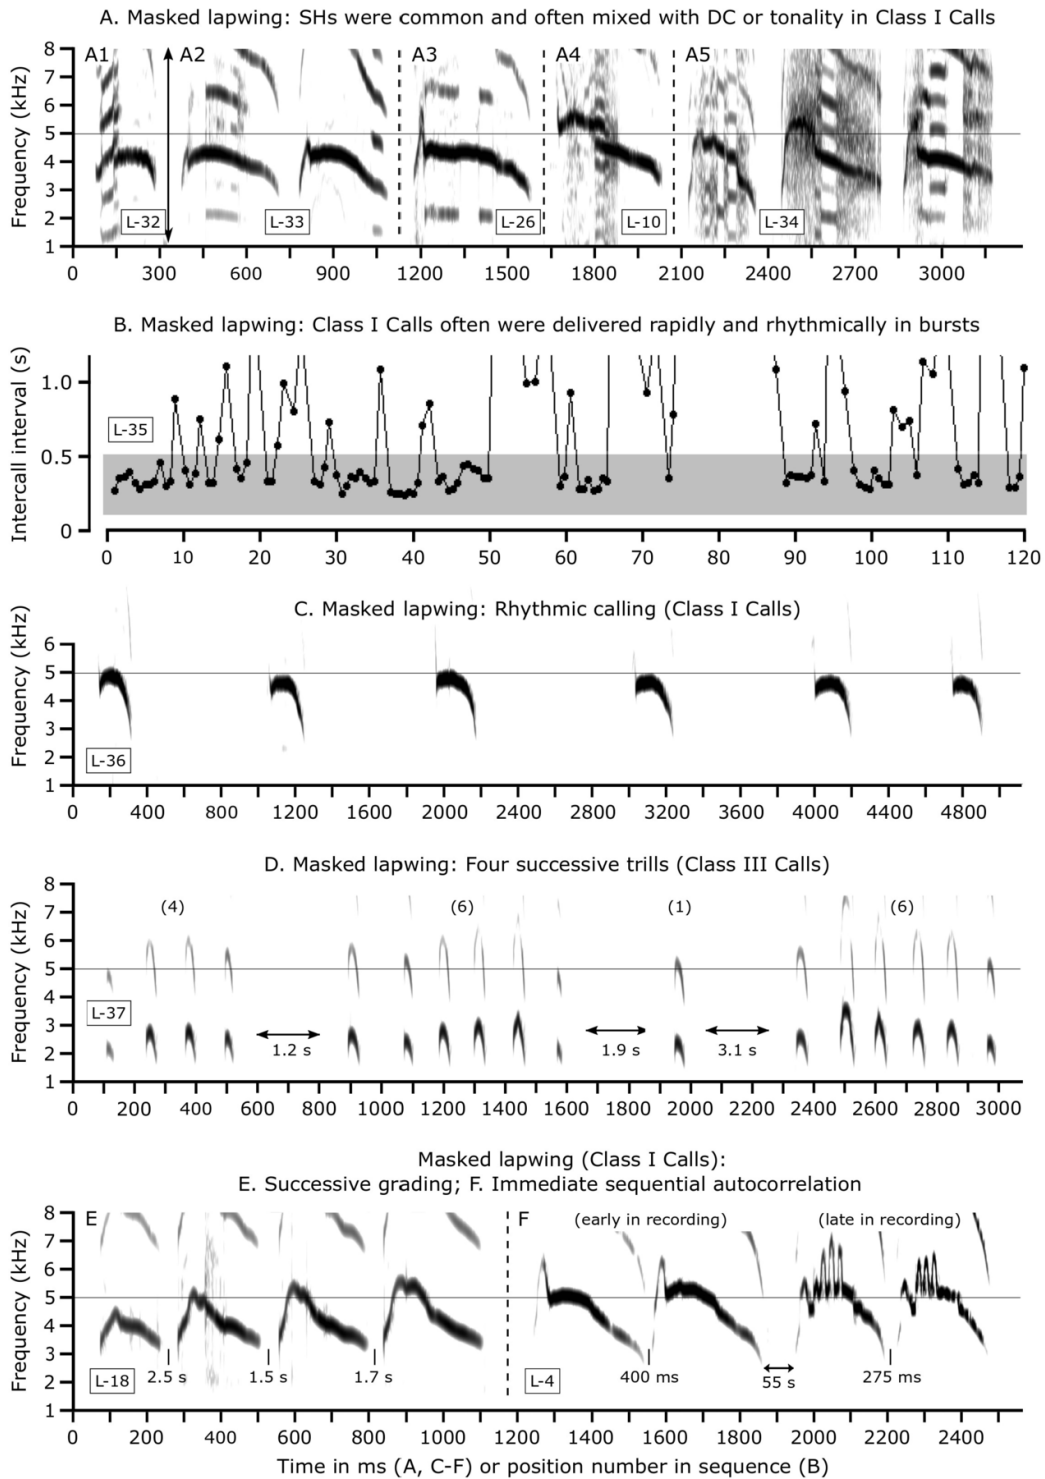 A. Masked lapwing: SHs were common and often mixed with DC or tonality in Class I Calls
Frequency (kHz)
8
7
6
5
4
3
2
1
A1
A2
A3
A4
A5
L-32
L-33
L-26
L-10
L-34
0 300 600 900 1200 1500 1800 2100 2400 2700 3000
B. Masked lapwing: Class I Calls often were delivered rapidly and rhythmically in bursts
Intercall interval (s)
1.0
0.5
0
L-35
0 10 20 30 40 50 60 70 80 90 100 110 120
C. Masked lapwing: Rhythmic calling (Class I Calls)
Frequency (kHz)
6
5
4
3
2
1
L-36
0 400 800 1200 1600 2000 2400 2800 3200 3600 4000 4400 4800
D. Masked lapwing: Four successive trills (Class III Calls)
Frequency (kHz)
8
7
6
5
4
3
2
1
(4) (6) (1) (6)
L-37
1.2 s 1.9 s 3.1 s
0 200 400 600 800 1000 1200 1400 1600 1800 2000 2200 2400 2600 2800 3000
Masked lapwing (Class I Calls):
E. Successive grading; F. Immediate sequential autocorrelation
Frequency (kHz)
8
7
6
5
4
3
2
1
E
F (early in recording) (late in recording)
L-18 2.5 s 1.5 s 1.7 s
L-4 400 ms 55 s 275 ms
0 200 400 600 800 1000 1200 1400 1600 1800 2000 2200 2400
Time in ms (A, C-F) or position number in sequence (B)